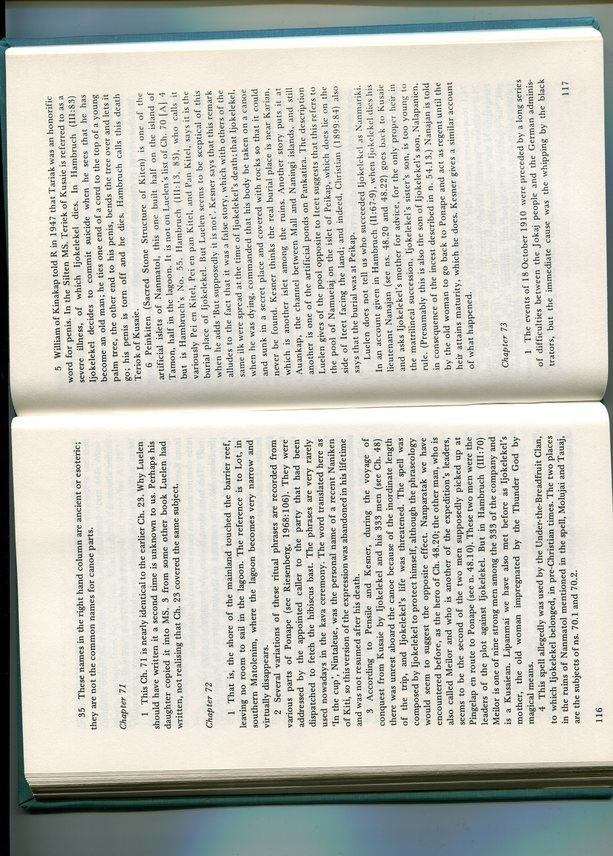 35 These names in the right hand column are ancient or esoteric;
they are not the common names for canoe parts.
Chapter 71
1 This Ch. 71 is nearly identical to the earlier Ch. 23. Why Luelen
should have written it a second time is unknown to us. Perhaps his
daughter copied it into MS. 3 from some other book Luelen had
written, not realising that Ch. 23 covered the same subject.
Chapter 72
1 That is, the shore of the mainland touched the barrier reef,
leaving no room to sail in the lagoon. The reference is to Lot, in
southern Matolenim, where the lagoon becomes very narrow and
virtually disappears.
2 Several variations of these ritual phrases are recorded from
various parts of Ponape (see Riesenberg, 1968:106). They were
addressed by the appointed caller to the party that had been
dispatched to fetch the hibiscus bast. The phrases are very rarely
used nowadays in the kava ceremony. The word translated here as
'In the cup', Nintaleue, was the personal name of a recent Naniken
of Kiti, so this version of the expression was abandoned in his lifetime
and was not resumed after his death.
3 According to Pensile and Kesner, during the voyage of
conquest from Kusaie by Ijokelekel and his 333 men (see Ch. 48)
there was unrest aboard the canoe because of the inordinate length
of the trip, and Ijokelekel's life was threatened. The spell was
composed by Ijokelekel to protect himself, although the phraseology
would seem to suggest the opposite effect. Nanparatak we have
encountered before, as the hero of Ch. 48.20; the other man, who is
also called Meilor and who is another of the expedition's leaders,
seems to be the second of the two men supposedly picked up at
Pingelap en route to Ponape (see n. 48.10). These two men were the
leaders of the plot against Ijokelekel. But in Hambruch (III:70)
Meilor is one of nine strong men among the 333 of the company and
is a Kusaiean. Lipanmai we have also met before as Ijokelekel's
mother, the old woman impregnated by the Thunder God by
magical means.
4 This spell allegedly was used by the Under-the-Breadfruit Clan,
to which Ijokelekel belonged, in pre-Christian times. The two places
in the ruins of Nanmatol mentioned in the spell, Molujai and Tauaj,
are the subjects of ns. 70.1 and 70.2.
116
5 William of Kinakap told R in 1947 that Tariak was an honorific
word for penis. In the Silten MS. Teriek of Kusaie is referred to as a
severe illness, of which Ijokelekel dies. In Hambruch (III:83)
Ijokelekel decides to commit suicide when he sees that he has
become an old man; he ties one end of a cord to the top of a young
palm tree, the other end to his penis, bends the tree over and lets it
go; his penis is torn off and he dies. Hambruch calls this death
Teriok of Kusaie.
6 Peinkiten (Sacred Stone Structure of Kiten) is one of the
artificial islets of Nanmatol, this one built half on the island of
Tamon, half in the lagoon. It is not on Luelen's list of Ch. 70 [A] 4
but is Hambruch's No. 55. Hambruch (III:13, 83), who calls it
variously Pei en Kitel, Pei en pan Kitel, and Pan Kitel, says it is the
burial place of Ijokelekel. But Luelen seems to be sceptical of this
when he adds 'But supposedly it is not'. Kesner says that this remark
alludes to the fact that it was a false story, which with others of the
same ilk were spread at the time of Ijokelekel's death; that Ijokelekel,
when he was dying, commanded that his body be taken on a canoe
and sunk in a secret place and covered with rocks so that it could
never be found. Kesner thinks the real burial place is near Karian,
which is another islet among the ruins. Another story puts it at
Auankap, the channel between Mall and Naningi islands, and still
another is one of the artificial ponds on Pankatira. The description
Luelen gives of the pool opposite to Iteet suggests that this refers to
the pool of Namueiaj on the islet of Peikap, which does lie on the
side of Iteet facing the land; and indeed, Christian (1899:84) also
says that the burial was at Peikap.
Luelen does not tell us who succeeded Ijokelekel as Nanmariki.
In an account given in Hambruch (II:67-9), when Ijokelekel dies his
lieutenant Nanajan (see ns. 48.20 and 48.22) goes back to Kusaie
and asks Ijokelekel's mother for advice, for the only proper heir in
the matrilineal succession, Ijokelekel's sister's son, is too young to
rule. (Presumably this is also the son of Ijokelekel's son, Nalapanien,
in consequence of the incest described in n. 54.13.) Nanajan is told
by the old woman to go back to Ponape and act as regent until the
heir attains maturity, which he does. Kesner gives a similar account
of what happened.
Chapter 73
1 The events of 18 October 1910 were preceded by a long series
of difficulties between the Jokaj people and the German adminis-
trators, but the immediate cause was the whipping by the black
117